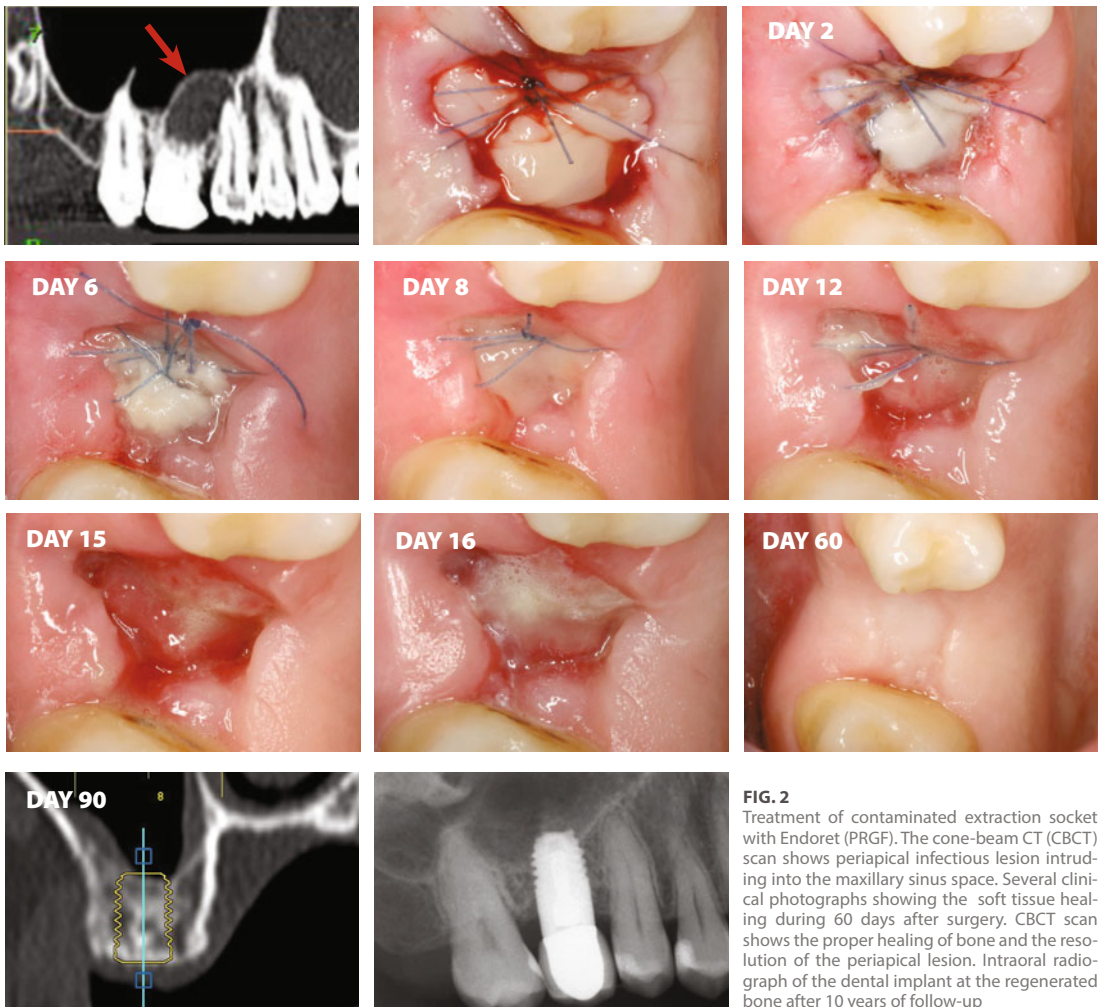 7
DAY 2
DAY 6
DAY 8
DAY 12
DAY 15
DAY 16
DAY 60
DAY 90
8
FIG. 2
Treatment of contaminated extraction socket
with Endoret (PRGF). The cone-beam CT (CBCT)
scan shows periapical infectious lesion intrud-
ing into the maxillary sinus space. Several clini-
cal photographs showing the soft tissue heal-
ing during 60 days after surgery. CBCT scan
shows the proper healing of bone and the reso-
lution of the periapical lesion. Intraoral radio-
graph of the dental implant at the regenerated
bone after 10 years of follow-up